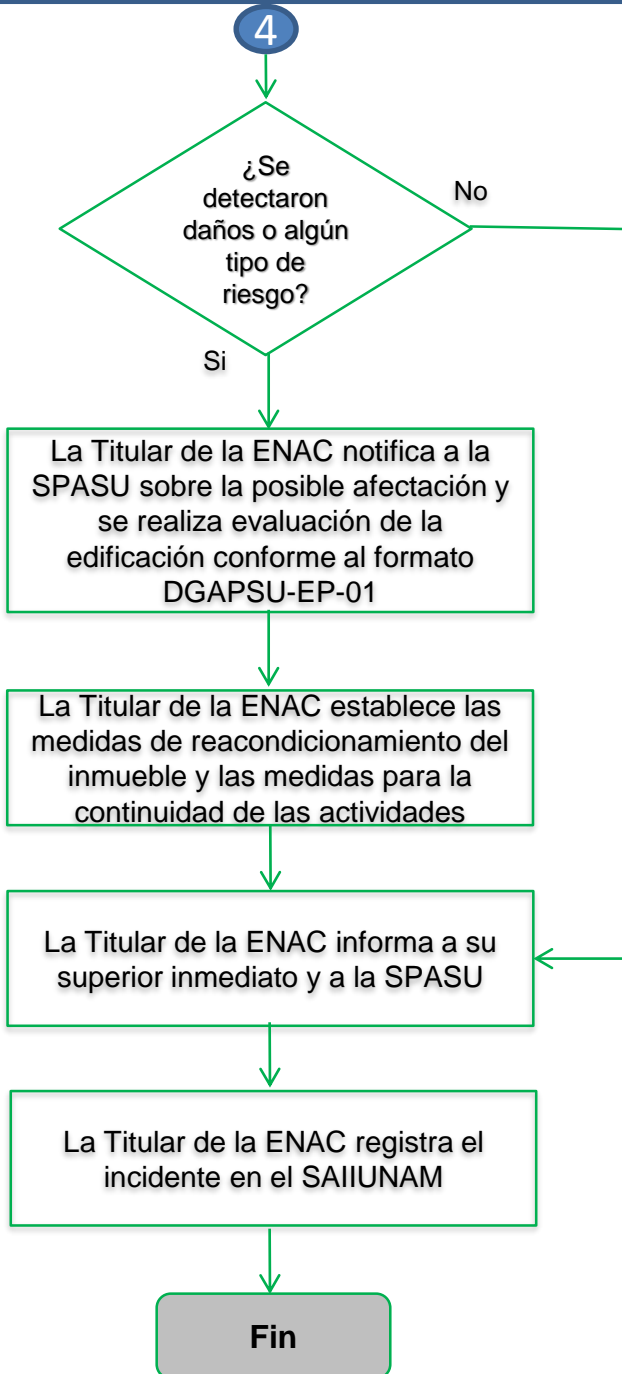 4
¿Se
detectaron
daños o algún
tipo de
riesgo?
No
Si
La Titular de la ENAC notifica a la
SPASU sobre la posible afectación y
se realiza evaluación de la
edificación conforme al formato
DGAPSU-EP-01
La Titular de la ENAC establece las
medidas de reacondicionamiento del
inmueble y las medidas para la
continuidad de las actividades
La Titular de la ENAC informa a su
superior inmediato y a la SPASU
La Titular de la ENAC registra el
incidente en el SAIIUNAM
Fin